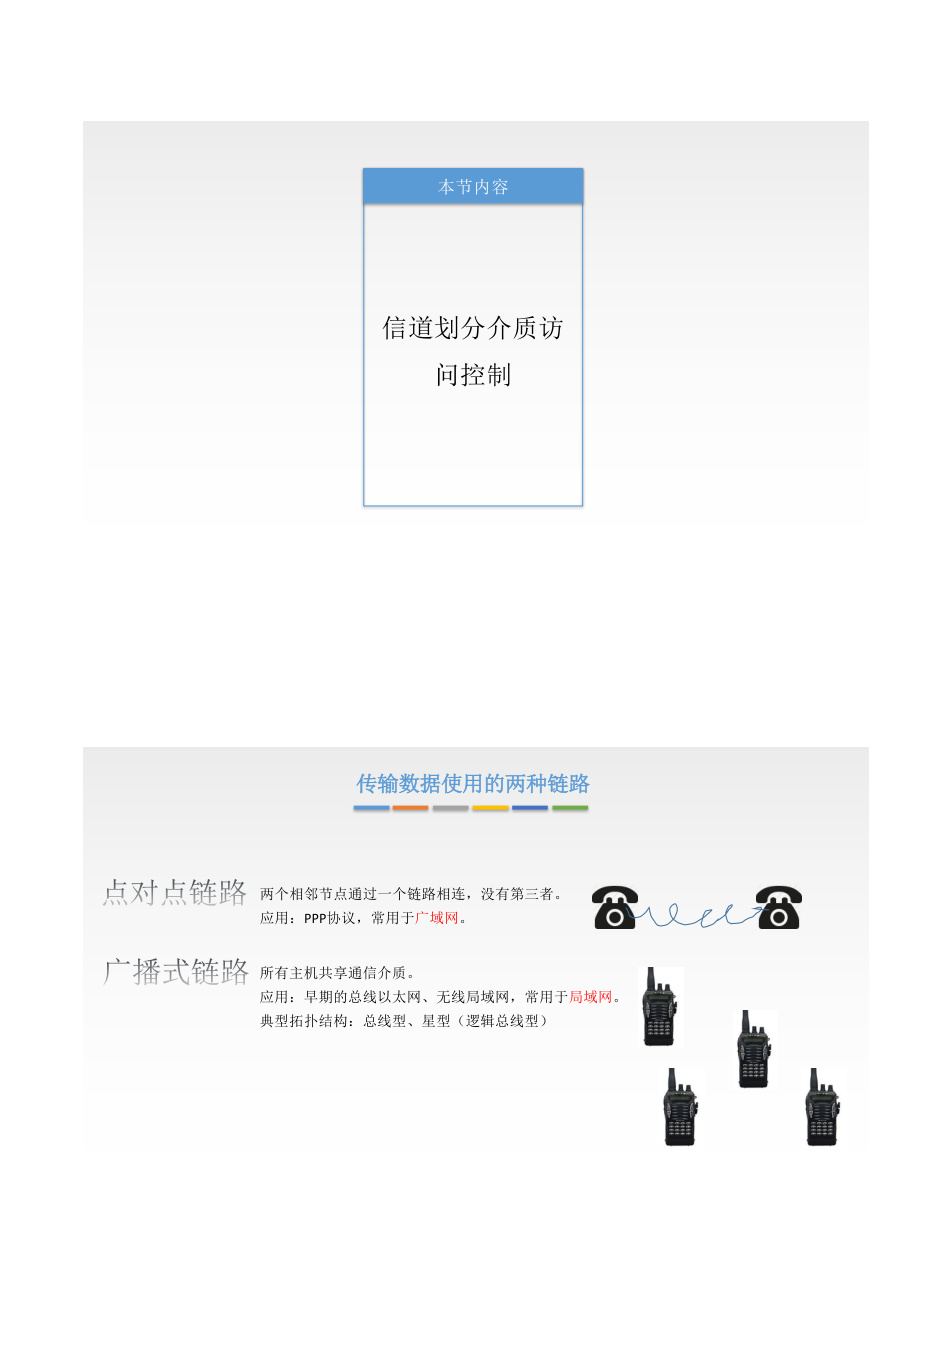 本节内容
信道划分介质访
问控制
传输数据使用的两种链路
点对点链路
两个相邻节点通过一个链路相连，没有第三者。
应用：PPP协议，常用于广域网。
广播式链路
所有主机共享通信介质。
应用：早期的总线以太网、无线局域网，常用于局域网。
典型拓扑结构：总线型、星型（逻辑总线型）